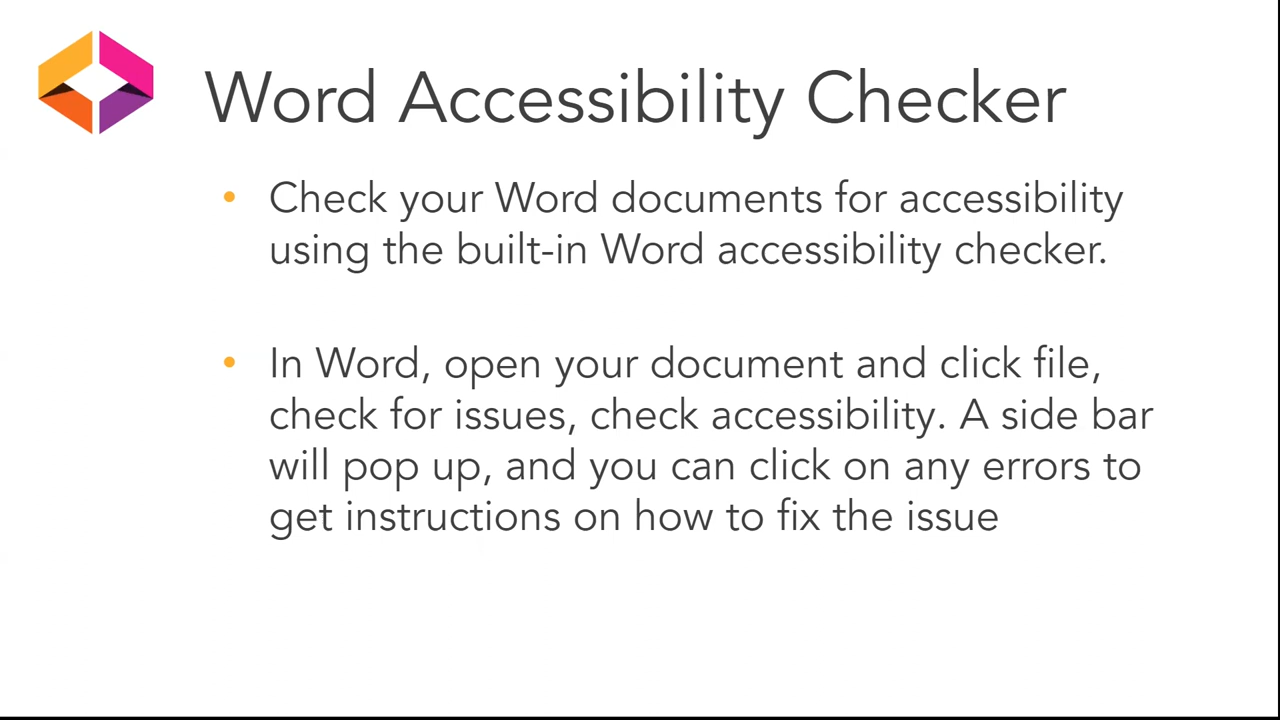 Word Accessibility Checker
• Check your Word documents for accessibility
using the built-in Word accessibility checker.
• In Word, open your document and click file,
check for issues, check accessibility. A side bar
will pop up, and you can click on any errors to
get instructions on how to fix the issue